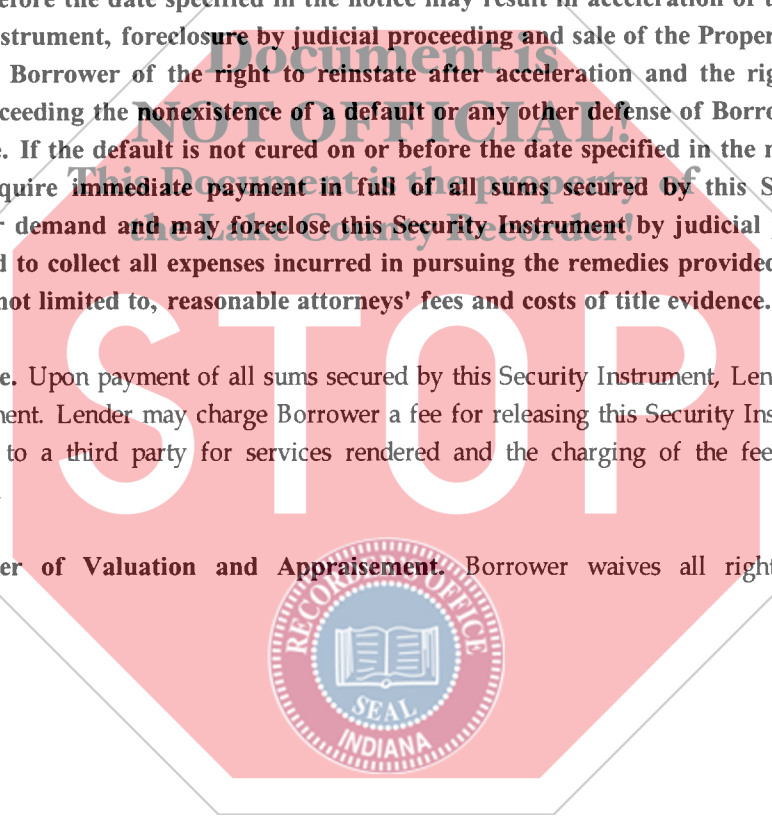 efore the date specified in the notice may result in acceleration of t
strument, foreclosure by judicial proceeding and sale of the Proper
Borrower of the right to reinstate after acceleration and the rig
ceeding the nonexistence of a default or any other defense of Borro
e. If the default is not cured on or before the date specified in the n
quire immediate payment in full of all sums secured by this S
r demand and may foreclose this Security Instrument by judicial
d to collect all expenses incurred in pursuing the remedies provided
not limited to, reasonable attorneys' fees and costs of title evidence.
e. Upon payment of all sums secured by this Security Instrument, Len
nent. Lender may charge Borrower a fee for releasing this Security Ins
to a third party for services rendered and the charging of the fee
er of Valuation and Appraisement. Borrower waives all right
Document is
NOT OFFICIAL!
This Document is the property of
the Lake County Recorder!
STOP
RECORDER'S OFFICE
SEAL
INDIANA